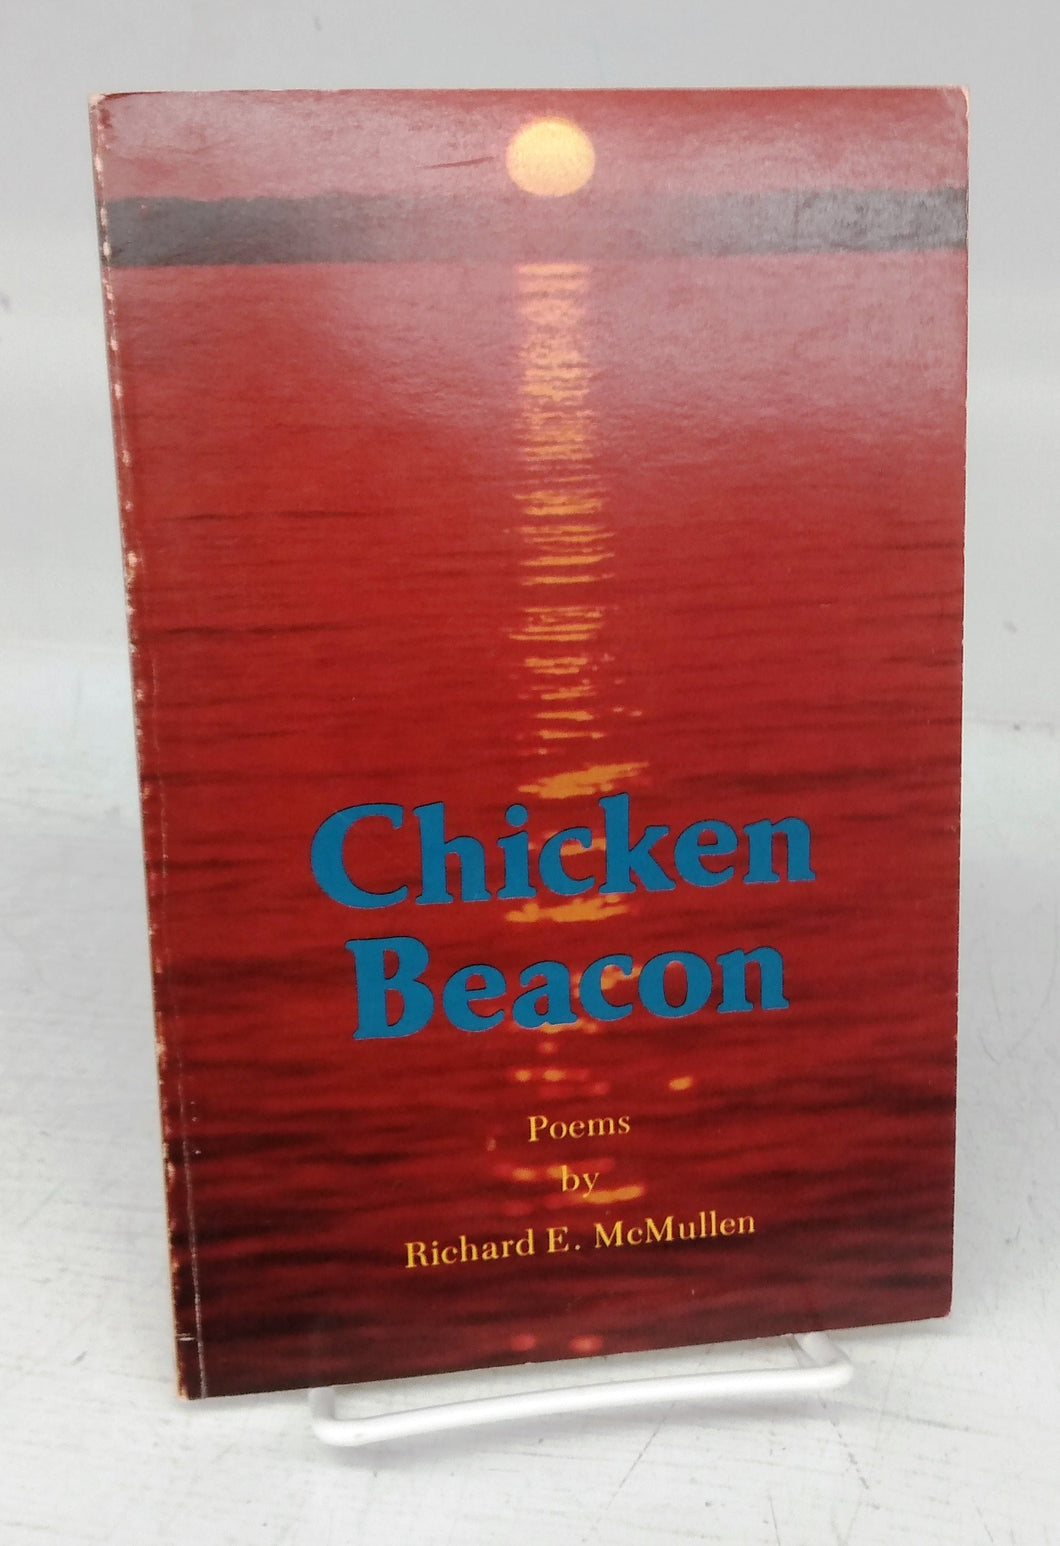 Chicken
Beacon
Poems
by
Richard E. McMullen